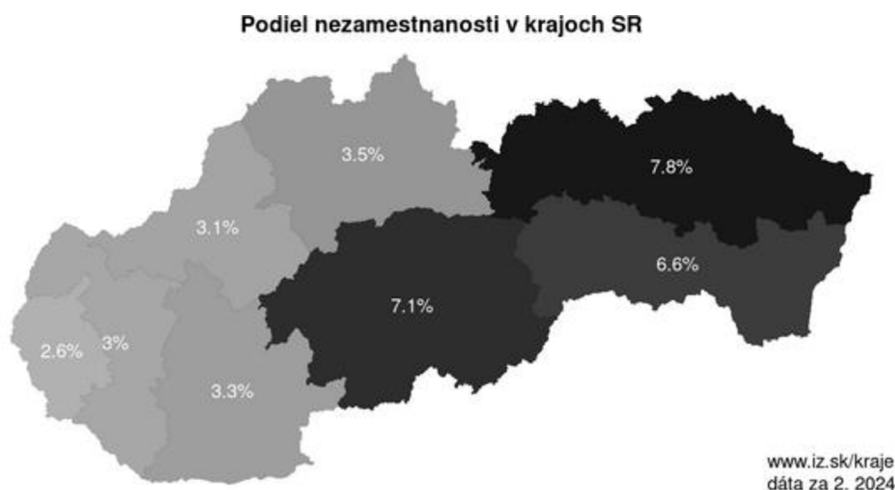 Podiel nezamestnanosti v krajoch SR
3.5%
7.8%
3.1%
6.6%
7.1%
2.6%
3%
3.3%
www.iz.sk/kraje
dáta za 2. 2024